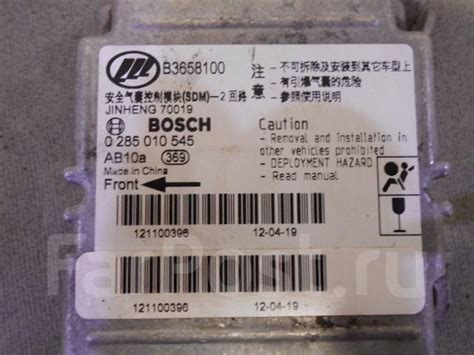 B3658100
安全气囊控制模块(SDM)—2回路
JINHENG 70019
BOSCH
0 285 010 545
AB10a 369
Made in China
Front
注意
- 不可拆除及安装到其它车型上
- 有引爆气囊的危险
- 参照使用说明
Caution
- Removal and installation in
other vehicles prohibited
- DEPLOYMENT HAZARD
- Read manual
121100396 12-04-19
121100396 12-04-19
FarPost.ru